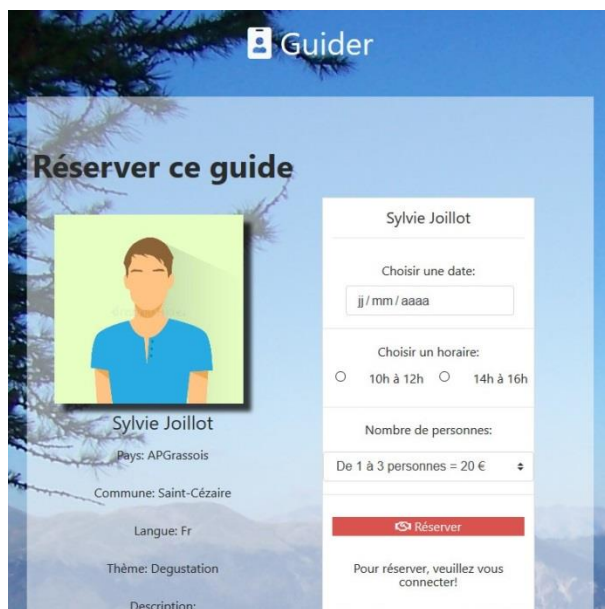 Guider
Réserver ce guide
Sylvie Joillot
Pays: APGrassois
Commune: Saint-Cézaire
Langue: Fr
Thème: Degustation
Description:
Sylvie Joillot
Choisir une date:
jj/mm/aaaa
Choisir un horaire:
10h à 12h 14h à 16h
Nombre de personnes:
De 1 à 3 personnes = 20 €
Réserver
Pour réserver, veuillez vous
connecter!